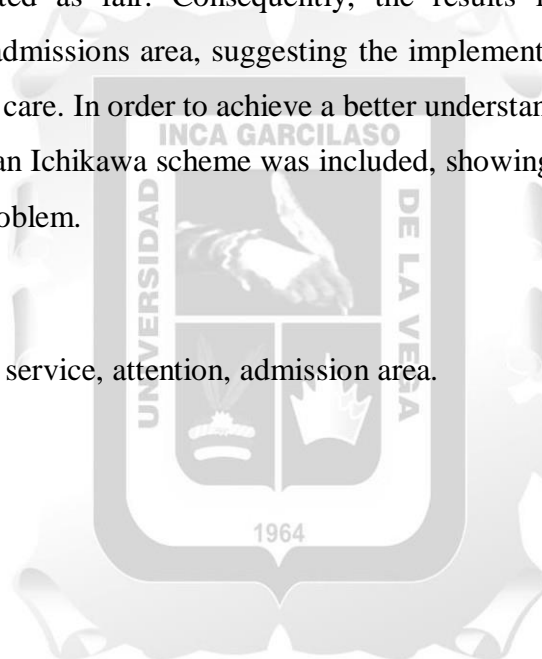 ted as fair. Consequently, the results
admissions area, suggesting the implement
care. In order to achieve a better understan
an Ichikawa scheme was included, showing
oblem.
service, attention, admission area.
INCA GARCILASO
UNIVERSIDAD
DE LA VEGA
1964